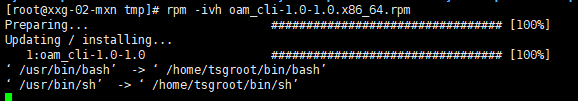 [root@xxg-02-mxn tmp]# rpm -ivh oam_cli-1.0-1.0.x86_64.rpm
Preparing... ################################# [100%]
Updating / installing...
1:oam_cli-1.0-1.0 ################################# [100%]
‘ /usr/bin/bash’ -> ‘ /home/tsgroot/bin/bash’
‘ /usr/bin/sh’ -> ‘ /home/tsgroot/bin/sh’